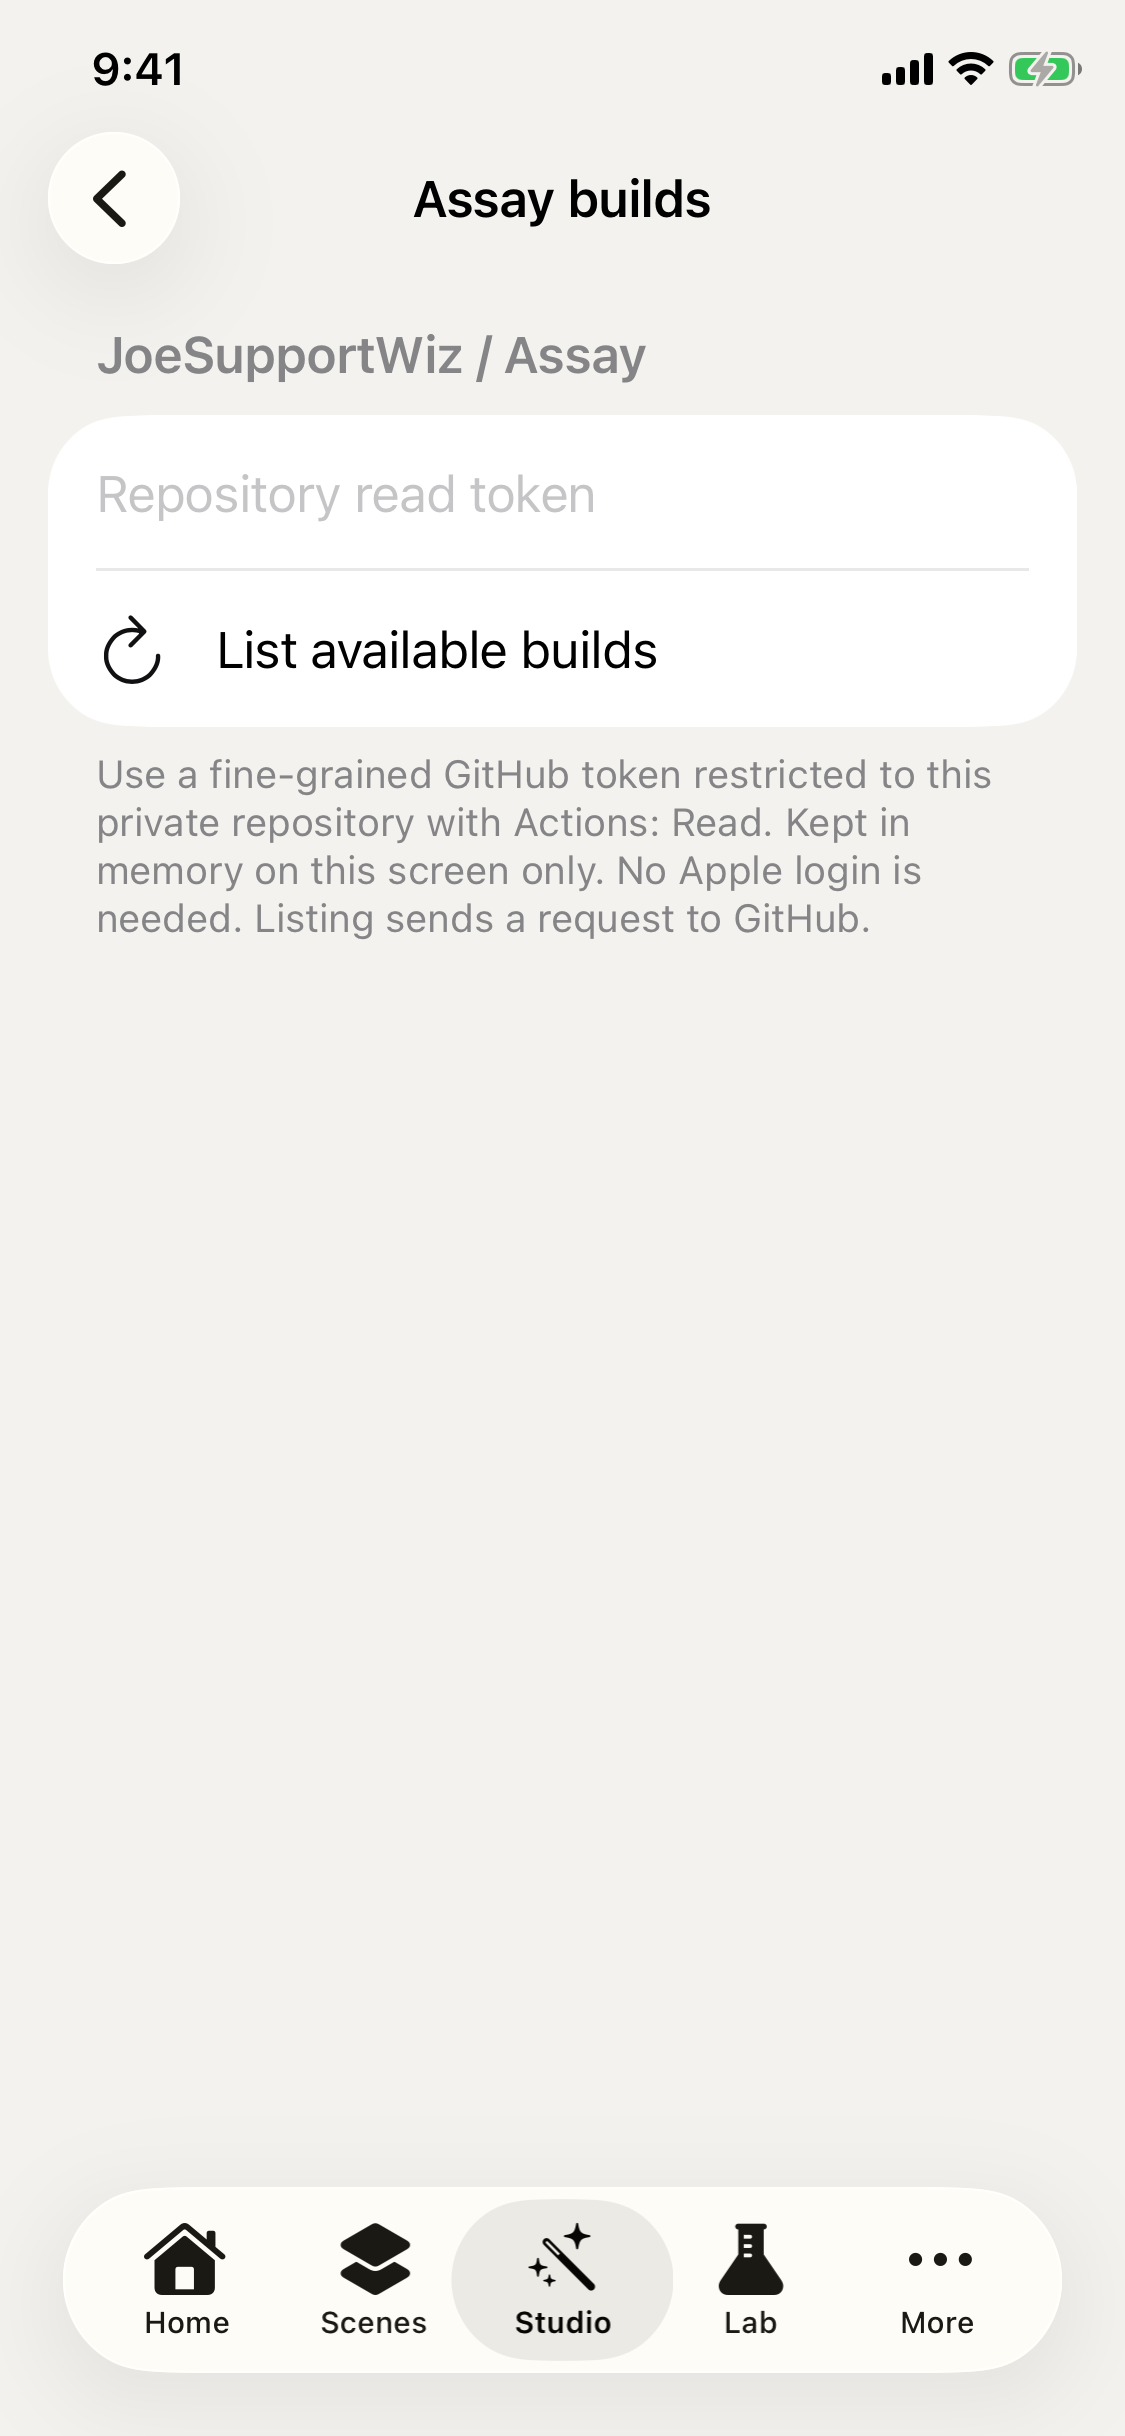 9:41
Assay builds
JoeSupportWiz / Assay
Repository read token
List available builds
Use a fine-grained GitHub token restricted to this
private repository with Actions: Read. Kept in
memory on this screen only. No Apple login is
needed. Listing sends a request to GitHub.
Home
Scenes
Studio
Lab
More